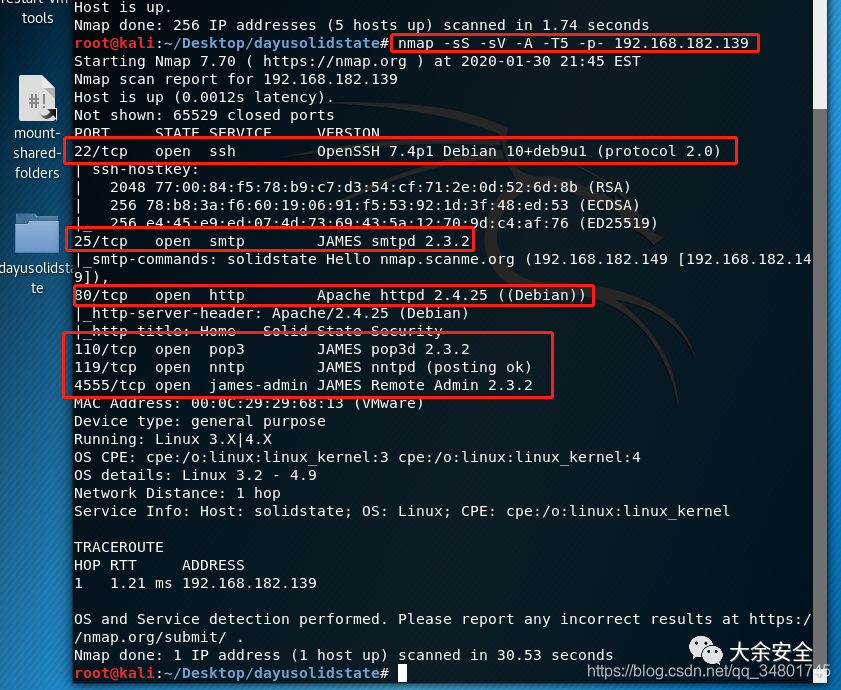 restart-vm-
tools
mount-
shared-
folders
dayusolidsta
te
Host is up.
Nmap done: 256 IP addresses (5 hosts up) scanned in 1.74 seconds
root@kali:~/Desktop/dayusolidstate# nmap -sS -sV -A -T5 -p- 192.168.182.139
Starting Nmap 7.70 ( https://nmap.org ) at 2020-01-30 21:45 EST
Nmap scan report for 192.168.182.139
Host is up (0.0012s latency).
Not shown: 65529 closed ports
PORT     STATE SERVICE     VERSION
22/tcp   open  ssh         OpenSSH 7.4p1 Debian 10+deb9u1 (protocol 2.0)
| ssh-hostkey:
|   2048 77:00:84:f5:78:b9:c7:d3:54:cf:71:2e:0d:52:6d:8b (RSA)
|   256 78:b8:3a:f6:60:19:06:91:f5:53:92:1d:3f:48:ed:53 (ECDSA)
|_  256 e4:45:e9:ed:07:4d:73:69:43:5a:12:70:9d:c4:af:76 (ED25519)
25/tcp   open  smtp        JAMES smtpd 2.3.2
|_smtp-commands: solidstate Hello nmap.scanme.org (192.168.182.149 [192.168.182.14
9]),
80/tcp   open  http        Apache httpd 2.4.25 ((Debian))
|_http-server-header: Apache/2.4.25 (Debian)
|_http-title: Home - Solid State Security
110/tcp  open  pop3        JAMES pop3d 2.3.2
119/tcp  open  nntp        JAMES nntpd (posting ok)
4555/tcp open  james-admin JAMES Remote Admin 2.3.2
MAC Address: 00:0C:29:29:68:13 (VMware)
Device type: general purpose
Running: Linux 3.X|4.X
OS CPE: cpe:/o:linux:linux_kernel:3 cpe:/o:linux:linux_kernel:4
OS details: Linux 3.2 - 4.9
Network Distance: 1 hop
Service Info: Host: solidstate; OS: Linux; CPE: cpe:/o:linux:linux_kernel
TRACEROUTE
HOP RTT     ADDRESS
1   1.21 ms 192.168.182.139
OS and Service detection performed. Please report any incorrect results at https:/
/nmap.org/submit/ .
Nmap done: 1 IP address (1 host up) scanned in 30.53 seconds
root@kali:~/Desktop/dayusolidstate#
大余安全
https://blog.csdn.net/qq_34801745